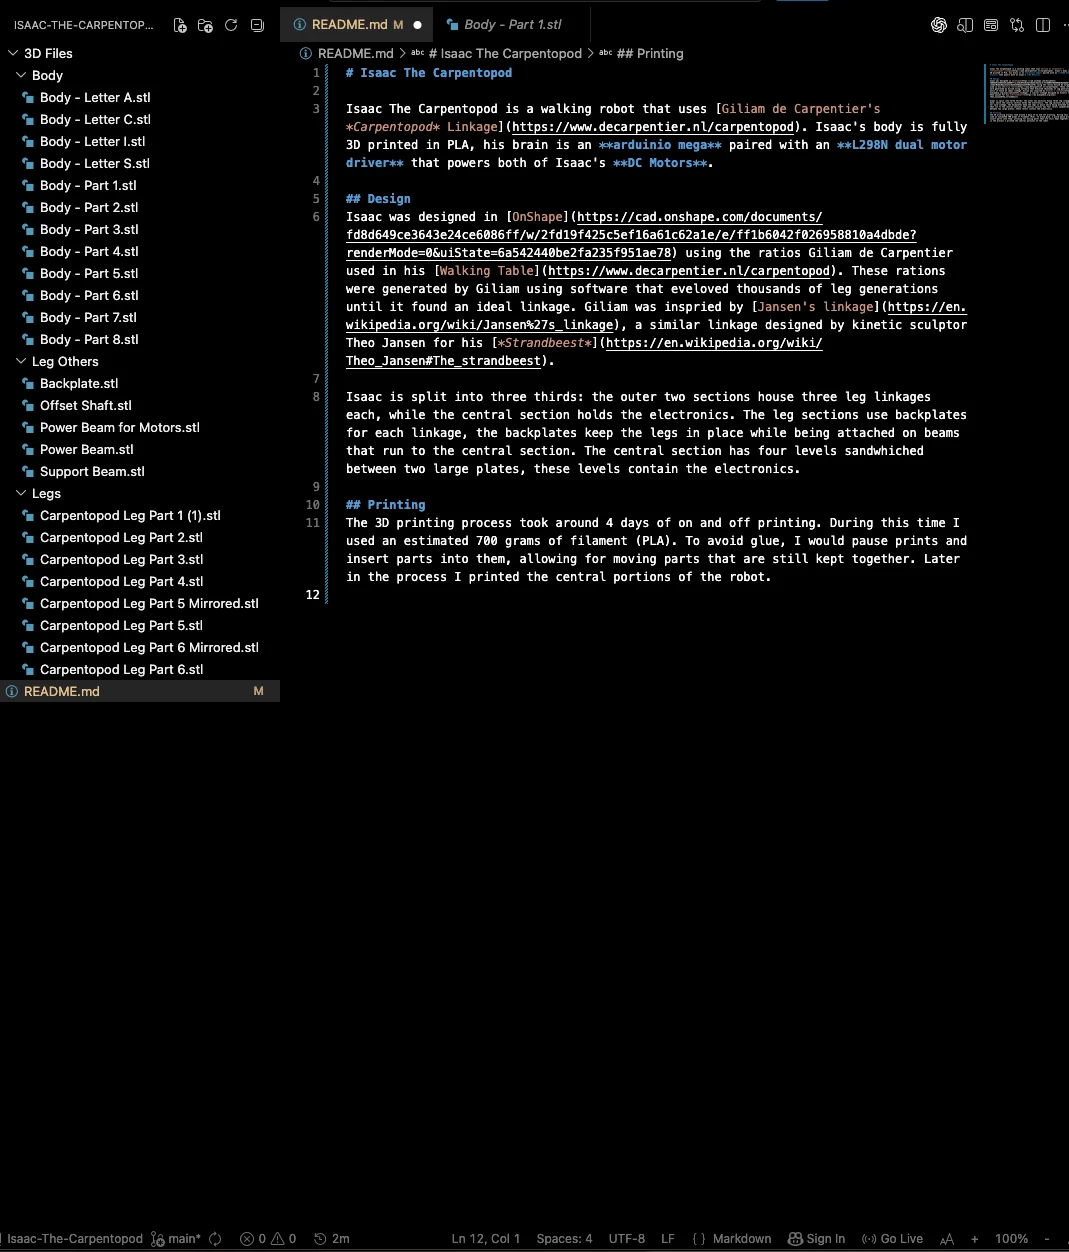 ISAAC-THE-CARPENTOP...
3D Files
Body
Body - Letter A.stl
Body - Letter C.stl
Body - Letter I.stl
Body - Letter S.stl
Body - Part 1.stl
Body - Part 2.stl
Body - Part 3.stl
Body - Part 4.stl
Body - Part 5.stl
Body - Part 6.stl
Body - Part 7.stl
Body - Part 8.stl
Leg Others
Backplate.stl
Offset Shaft.stl
Power Beam for Motors.stl
Power Beam.stl
Support Beam.stl
Legs
Carpentopod Leg Part 1 (1).stl
Carpentopod Leg Part 2.stl
Carpentopod Leg Part 3.stl
Carpentopod Leg Part 4.stl
Carpentopod Leg Part 5 Mirrored.stl
Carpentopod Leg Part 5.stl
Carpentopod Leg Part 6 Mirrored.stl
Carpentopod Leg Part 6.stl
README.md M
README.md M Body - Part 1.stl
README.md > abc # Isaac The Carpentopod > abc ## Printing
1 # Isaac The Carpentopod
2
3 Isaac The Carpentopod is a walking robot that uses [Giliam de Carpentier's
*Carpentopod* Linkage](https://www.decarpentier.nl/carpentopod). Isaac's body is fully
3D printed in PLA, his brain is an **arduinio mega** paired with an **L298N dual motor
driver** that powers both of Isaac's **DC Motors**.
4
5 ## Design
6 Isaac was designed in [OnShape](https://cad.onshape.com/documents/
fd8d649ce3643e24ce6086ff/w/2fd19f425c5ef16a61c62a1e/e/ff1b6042f026958810a4dbde?
renderMode=0&uiState=6a542440be2fa235f951ae78) using the ratios Giliam de Carpentier
used in his [Walking Table](https://www.decarpentier.nl/carpentopod). These rations
were generated by Giliam using software that eveloved thousands of leg generations
until it found an ideal linkage. Giliam was inspried by [Jansen's linkage](https://en.
wikipedia.org/wiki/Jansen%27s_linkage), a similar linkage designed by kinetic sculptor
Theo Jansen for his [*Strandbeest*](https://en.wikipedia.org/wiki/
Theo_Jansen#The_strandbeest).
7
8 Isaac is split into three thirds: the outer two sections house three leg linkages
each, while the central section holds the electronics. The leg sections use backplates
for each linkage, the backplates keep the legs in place while being attached on beams
that run to the central section. The central section has four levels sandwhiched
between two large plates, these levels contain the electronics.
9
10 ## Printing
11 The 3D printing process took around 4 days of on and off printing. During this time I
used an estimated 700 grams of filament (PLA). To avoid glue, I would pause prints and
insert parts into them, allowing for moving parts that are still kept together. Later
in the process I printed the central portions of the robot.
12
Isaac-The-Carpentopod main* 0 0 2m Ln 12, Col 1 Spaces: 4 UTF-8 LF { } Markdown Sign In Go Live AA + 100% -